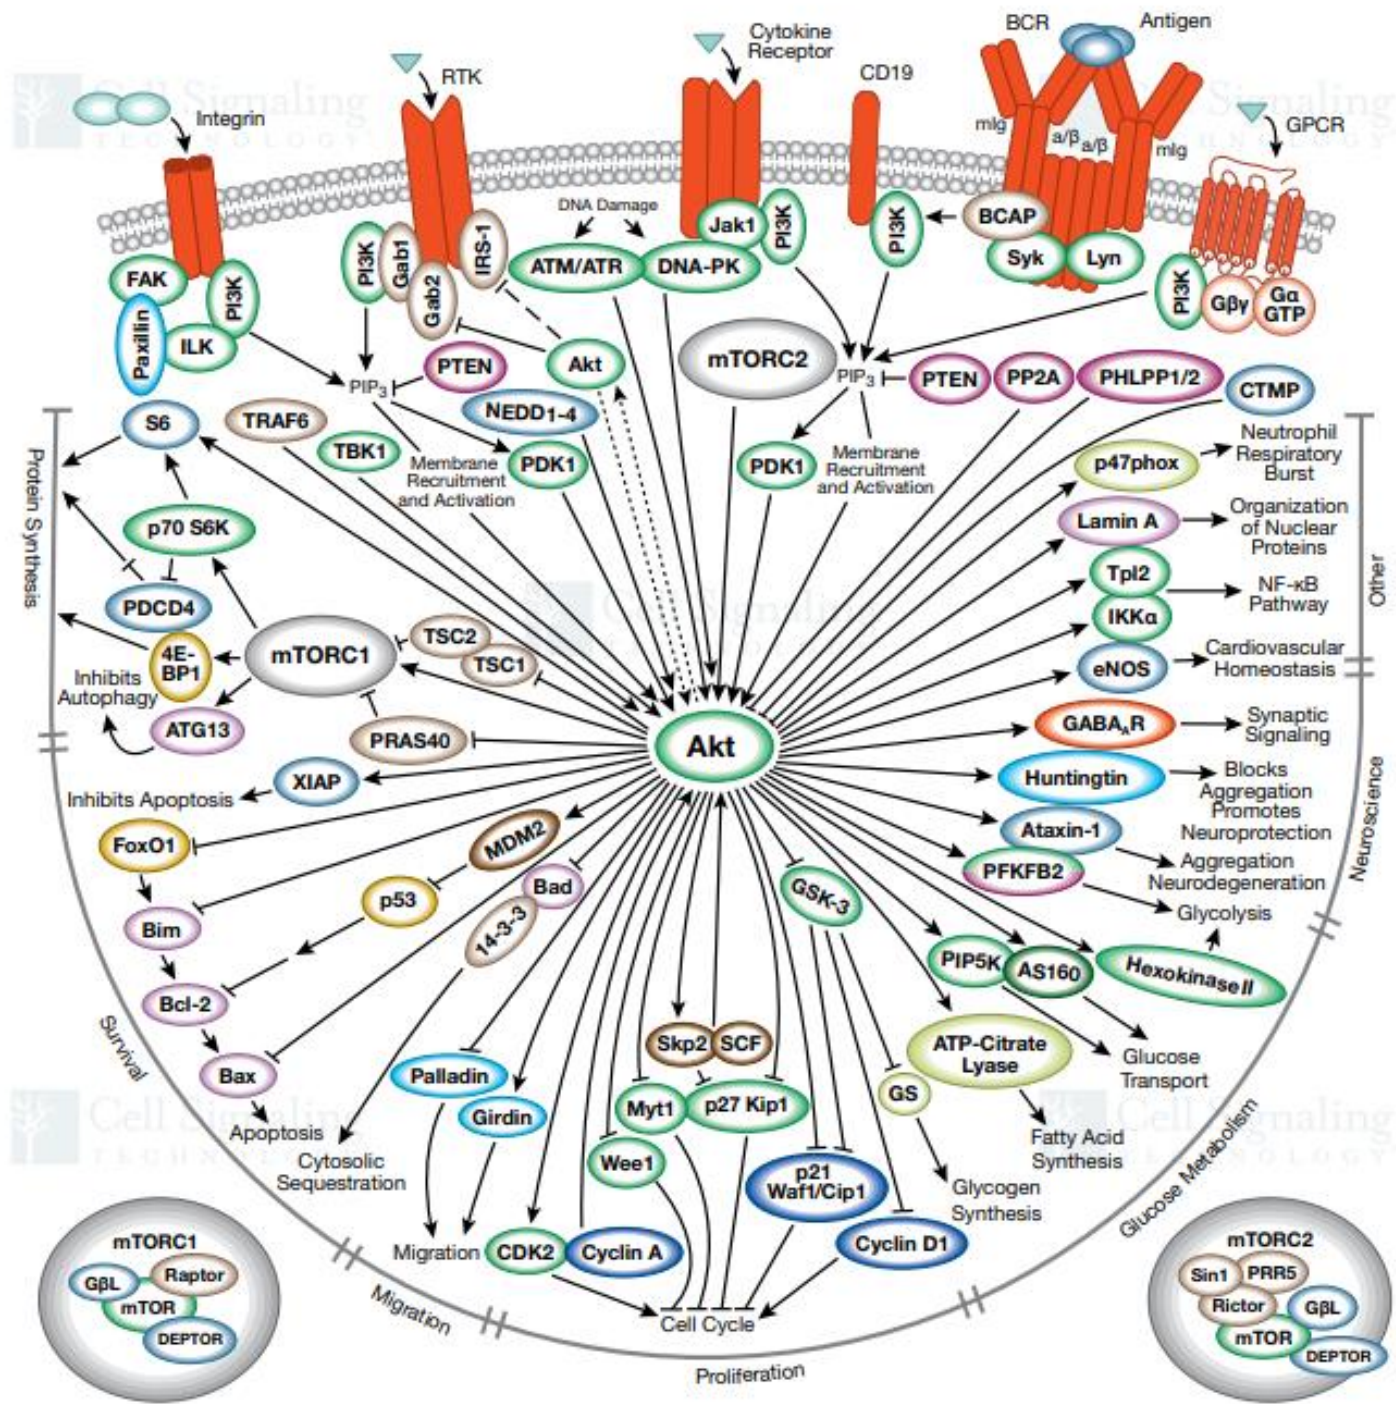 BCR
Antigen
Cytokine
Receptor
CD19
RTK
Cell Signaling
TECHNOLOGY
Integrin
GPCR
mIg
a/β
a/β
mIg
DNA Damage
FAK
PI3K
Paxillin
ILK
PI3K
Gab1
Gab2
IRS-1
ATM/ATR
DNA-PK
Jak1
PI3K
PI3K
BCAP
Syk
Lyn
PI3K
Gβγ
Gα
GTP
PIP3
PTEN
Akt
mTORC2
PIP3
PTEN
PP2A
PHLPP1/2
CTMP
NEDD1-4
S6
TRAF6
TBK1
Membrane
Recruitment
and Activation
PDK1
PDK1
Membrane
Recruitment
and Activation
p47phox
Neutrophil
Respiratory
Burst
Protein Synthesis
p70 S6K
Lamin A
Organization
of Nuclear
Proteins
Other
Tpl2
IKKα
NF-κB
Pathway
PDCD4
4E-
BP1
mTORC1
TSC2
TSC1
Cell Signaling
eNOS
Cardiovascular
Homeostasis
Inhibits
Autophagy
ATG13
PRAS40
Akt
GABAAR
Synaptic
Signaling
XIAP
Inhibits Apoptosis
Huntingtin
Blocks
Aggregation
Promotes
Neuroprotection
Neuroscience
FoxO1
MDM2
Ataxin-1
Aggregation
Neurodegeneration
PFKFB2
Glycolysis
Bim
p53
Bad
14-3-3
GSK-3
PIP5K
AS160
Hexokinase II
Bcl-2
Survival
Bax
Apoptosis
Cytosolic
Sequestration
Palladin
Girdin
Skp2
SCF
Myt1
p27 Kip1
Wee1
GS
ATP-Citrate
Lyase
Glucose
Transport
Fatty Acid
Synthesis
Cell Signaling
TECHNOLOGY
Cell Signaling
TECHNOLOGY
p21
Waf1/Cip1
Glycogen
Synthesis
Glucose Metabolism
Migration
CDK2
Cyclin A
Cyclin D1
Cell Cycle
Migration
Proliferation
mTORC1
GβL
Raptor
mTOR
DEPTOR
mTORC2
Sin1
PRR5
Rictor
GβL
mTOR
DEPTOR